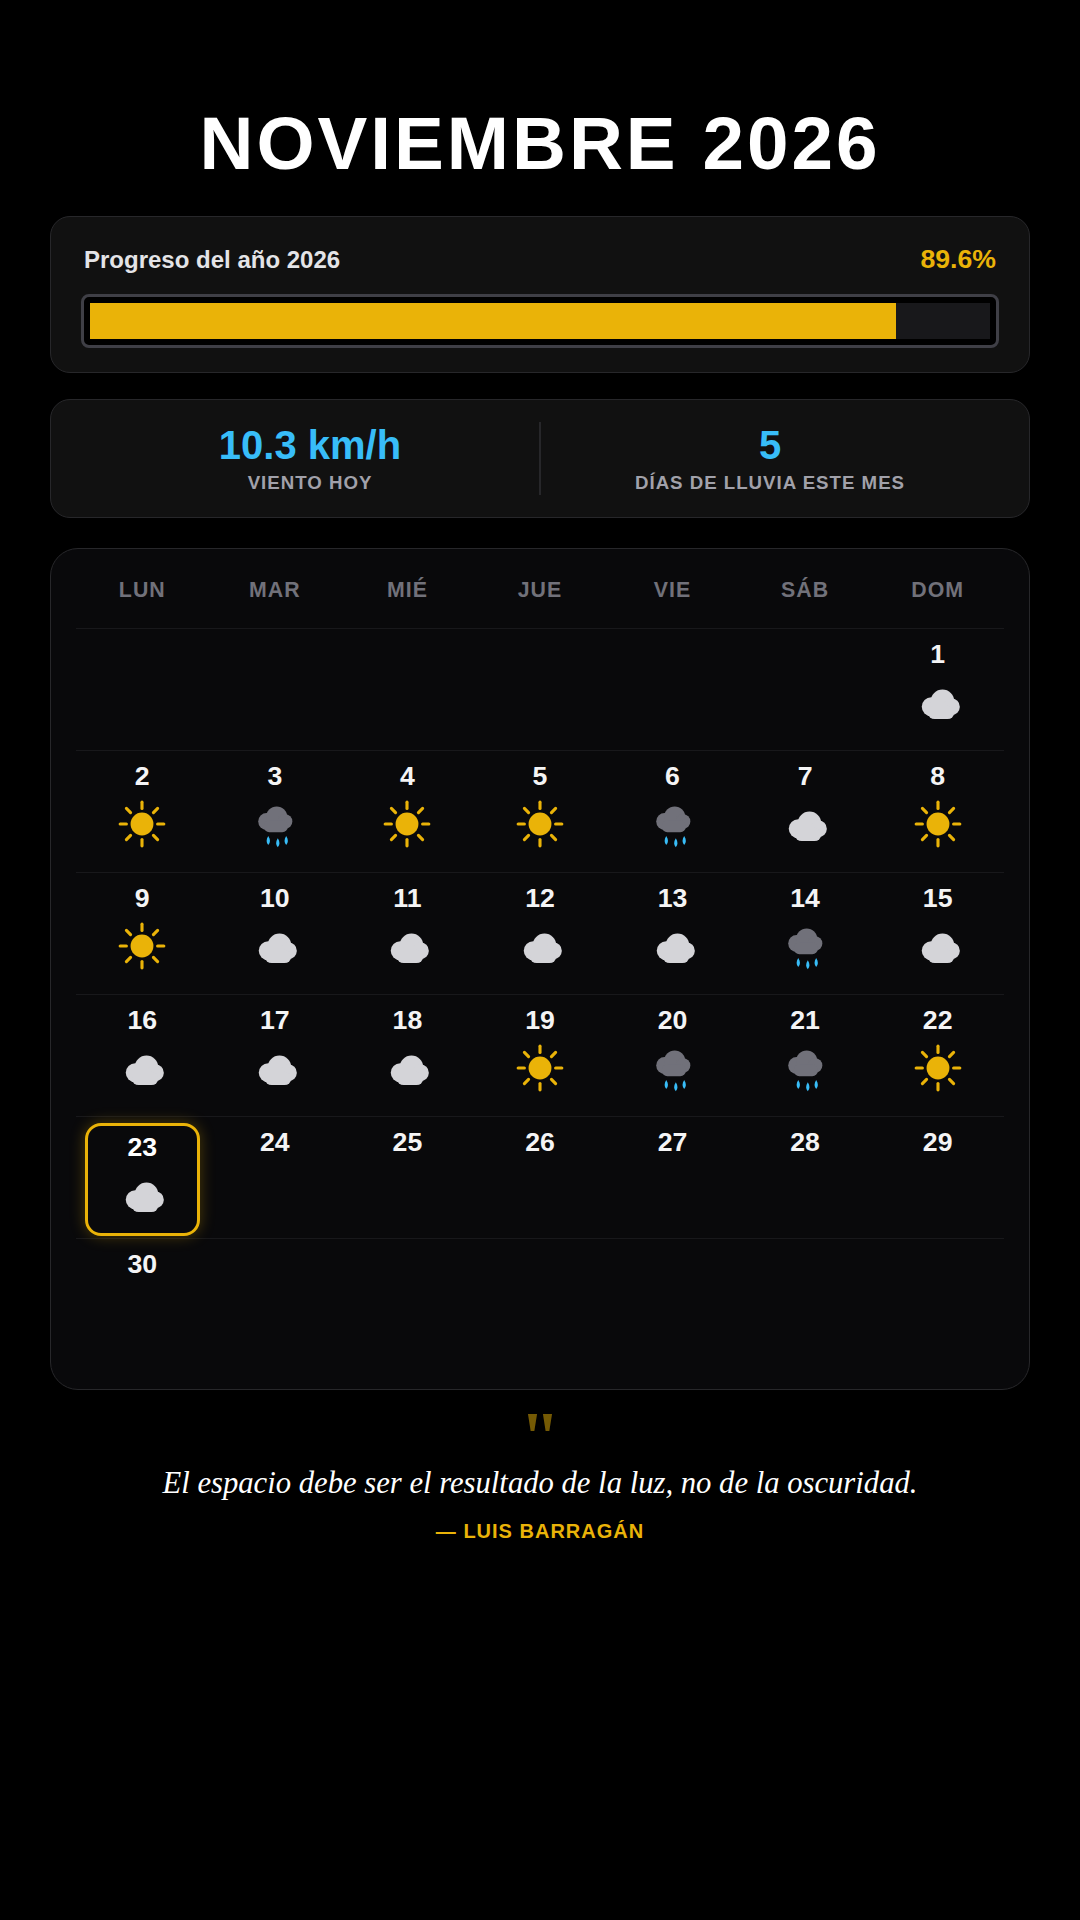 NOVIEMBRE 2026
Progreso del año 2026 89.6%
10.3 km/h 5
VIENTO HOY DÍAS DE LLUVIA ESTE MES
LUN MAR MIÉ JUE VIE SÁB DOM
1
2 3 4 5 6 7 8
9 10 11 12 13 14 15
16 17 18 19 20 21 22
23 24 25 26 27 28 29
30
"
El espacio debe ser el resultado de la luz, no de la oscuridad.
— LUIS BARRAGÁN